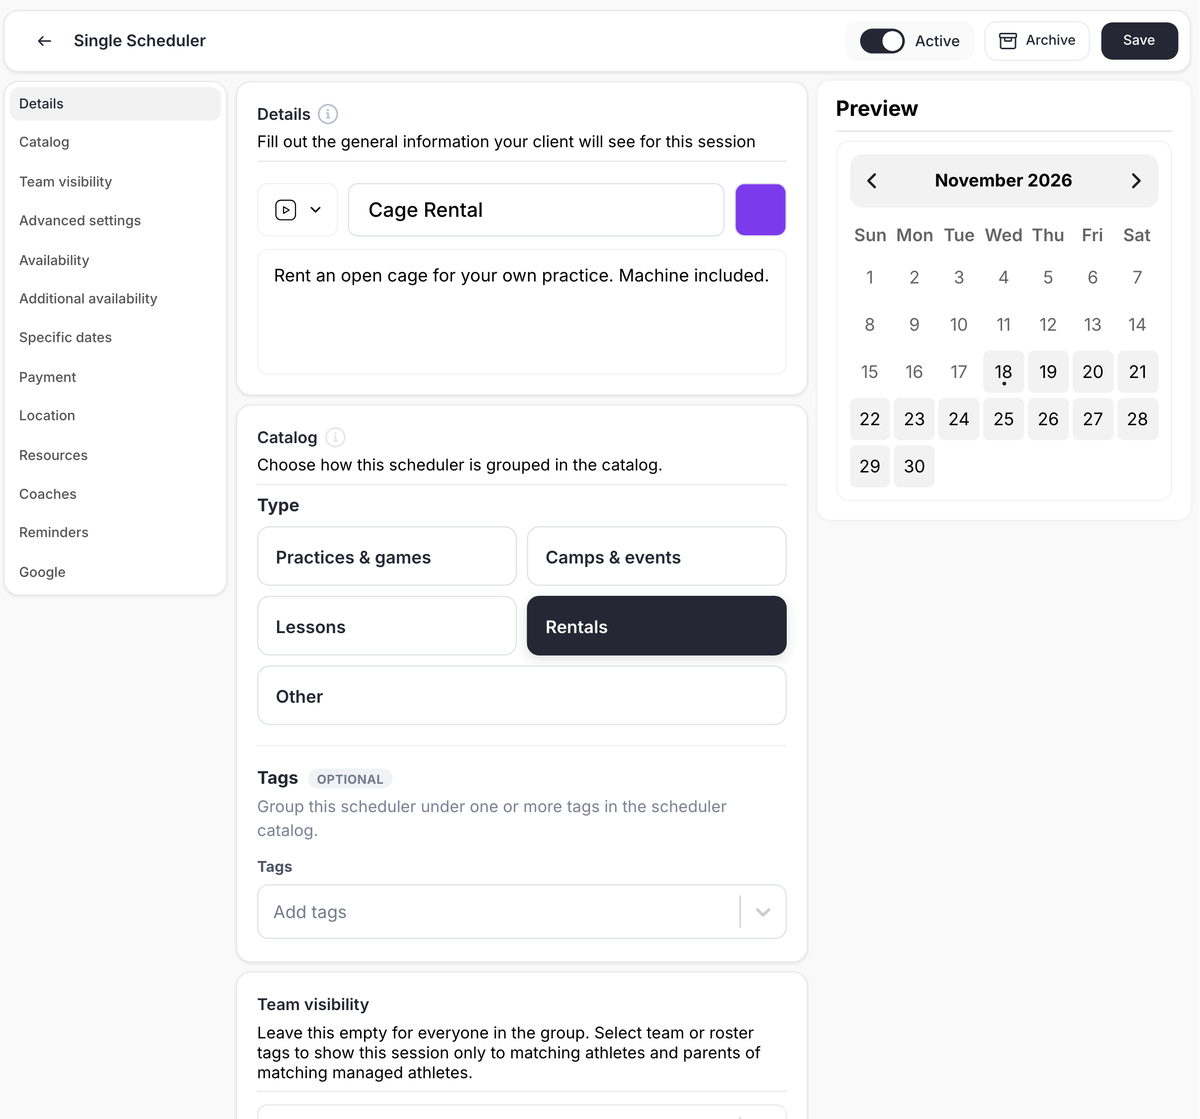 Single Scheduler
Active
Archive
Save
Details
Catalog
Team visibility
Advanced settings
Availability
Additional availability
Specific dates
Payment
Location
Resources
Coaches
Reminders
Google
Details
Fill out the general information your client will see for this session
Cage Rental
Rent an open cage for your own practice. Machine included.
Catalog
Choose how this scheduler is grouped in the catalog.
Type
Practices & games
Camps & events
Lessons
Rentals
Other
Tags OPTIONAL
Group this scheduler under one or more tags in the scheduler
catalog.
Tags
Add tags
Team visibility
Leave this empty for everyone in the group. Select team or roster
tags to show this session only to matching athletes and parents of
matching managed athletes.
Preview
November 2026
Sun Mon Tue Wed Thu Fri Sat
1 2 3 4 5 6 7
8 9 10 11 12 13 14
15 16 17 18 19 20 21
22 23 24 25 26 27 28
29 30